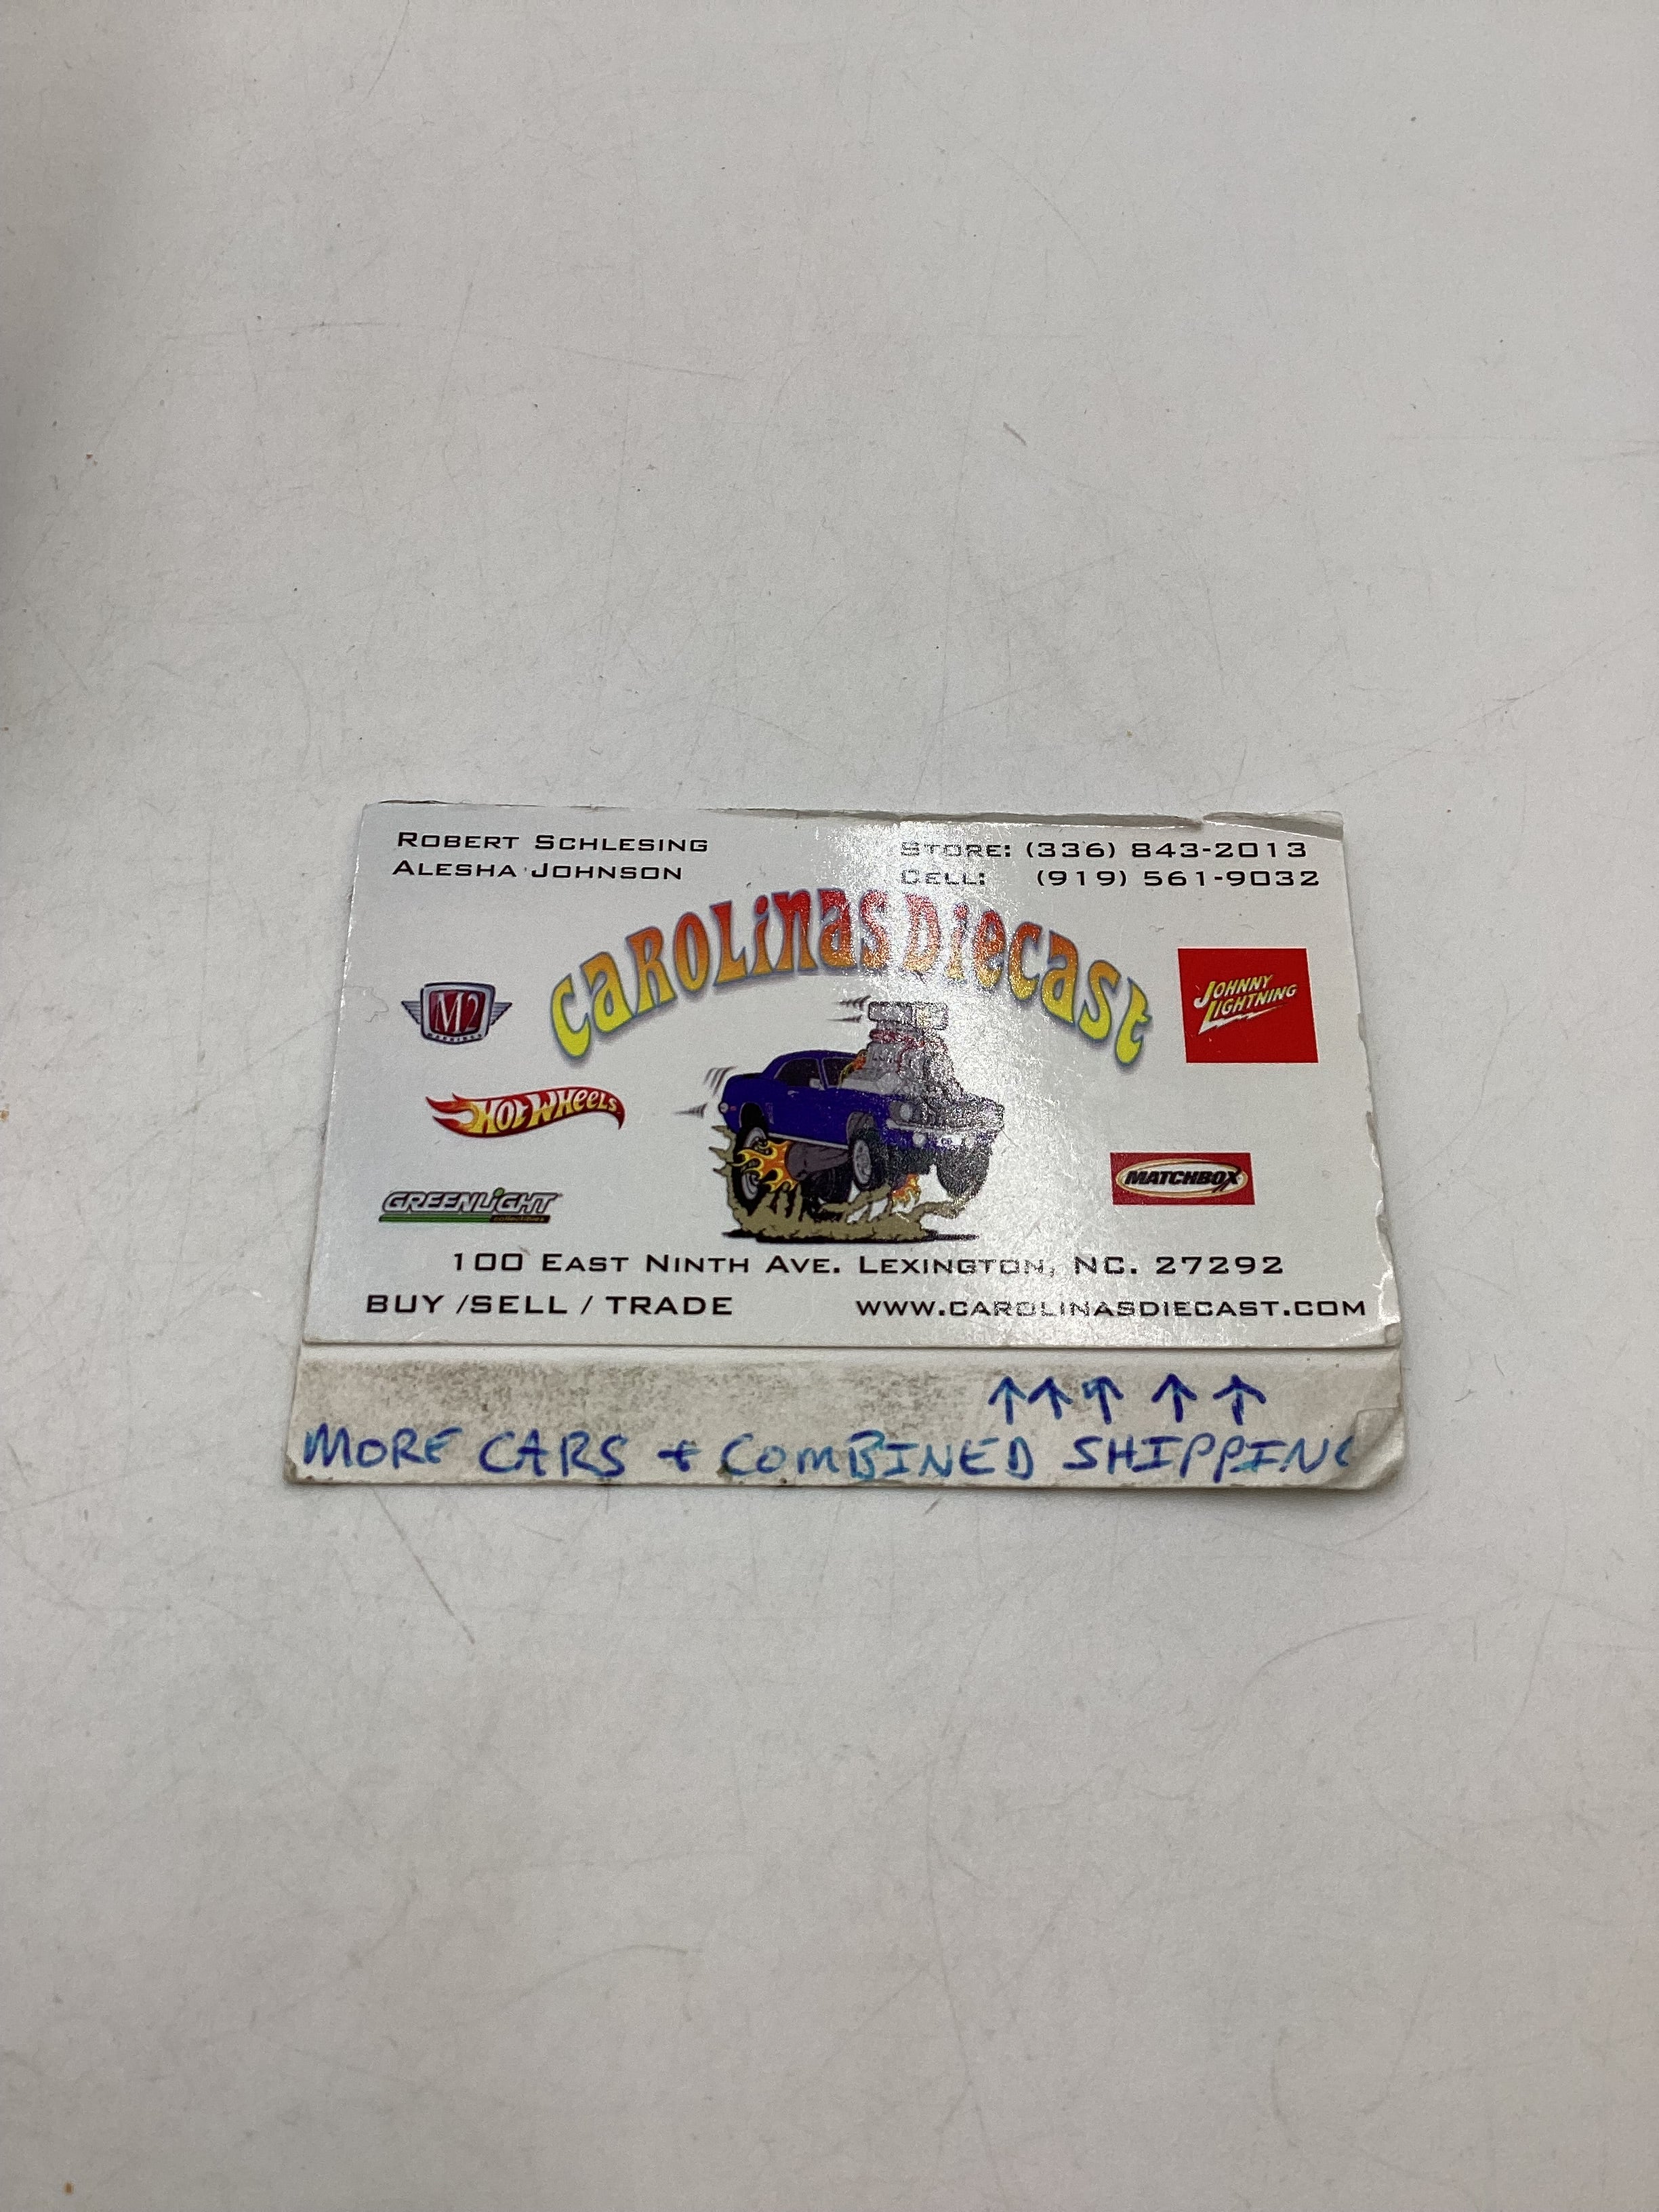 ROBERT SCHLESING
ALESHA JOHNSON
STORE: (336) 843-2013
CELL: (919) 561-9032
CAROLINAS DIECAST
M2
JOHNNY
LIGHTNING
HOT WHEELS
MATCHBOX
GREENLIGHT
100 EAST NINTH AVE. LEXINGTON, NC. 27292
BUY /SELL / TRADE
WWW.CAROLINASDIECAST.COM
↑↑↑ ↑ ↑
MORE CARS + COMBINED SHIPPING